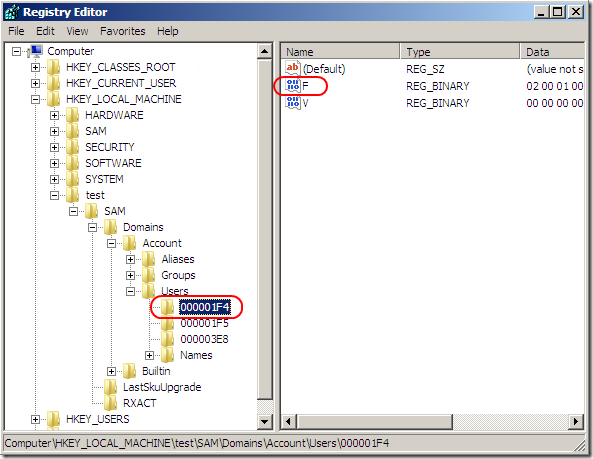 Registry Editor
File Edit View Favorites Help
Computer
HKEY_CLASSES_ROOT
HKEY_CURRENT_USER
HKEY_LOCAL_MACHINE
HARDWARE
SAM
SECURITY
SOFTWARE
SYSTEM
test
SAM
Domains
Account
Aliases
Groups
Users
000001F4
000001F5
000003E8
Names
Builtin
LastSkuUpgrade
RXACT
HKEY_USERS
Name Type Data
ab (Default) REG_SZ (value not s
F REG_BINARY 02 00 01 00
V REG_BINARY 00 00 00 00
Computer\HKEY_LOCAL_MACHINE\test\SAM\Domains\Account\Users\000001F4